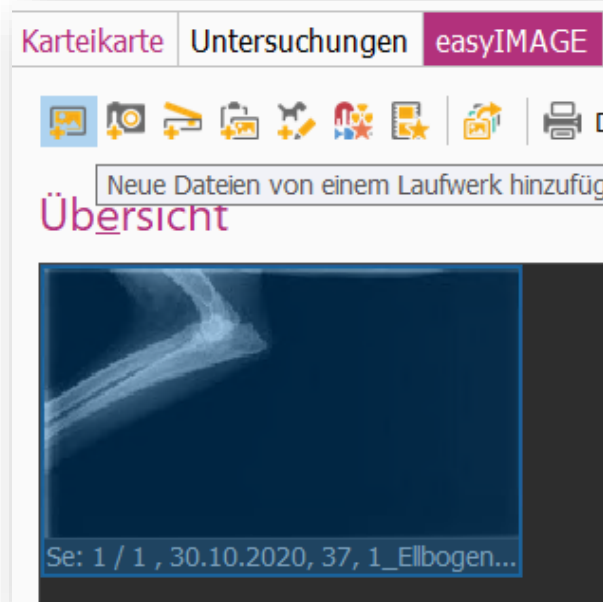 Karteikarte Untersuchungen easyIMAGE
Neue Dateien von einem Laufwerk hinzufüg
Übersicht
Se: 1 / 1 , 30.10.2020, 37, 1_Ellbogen...